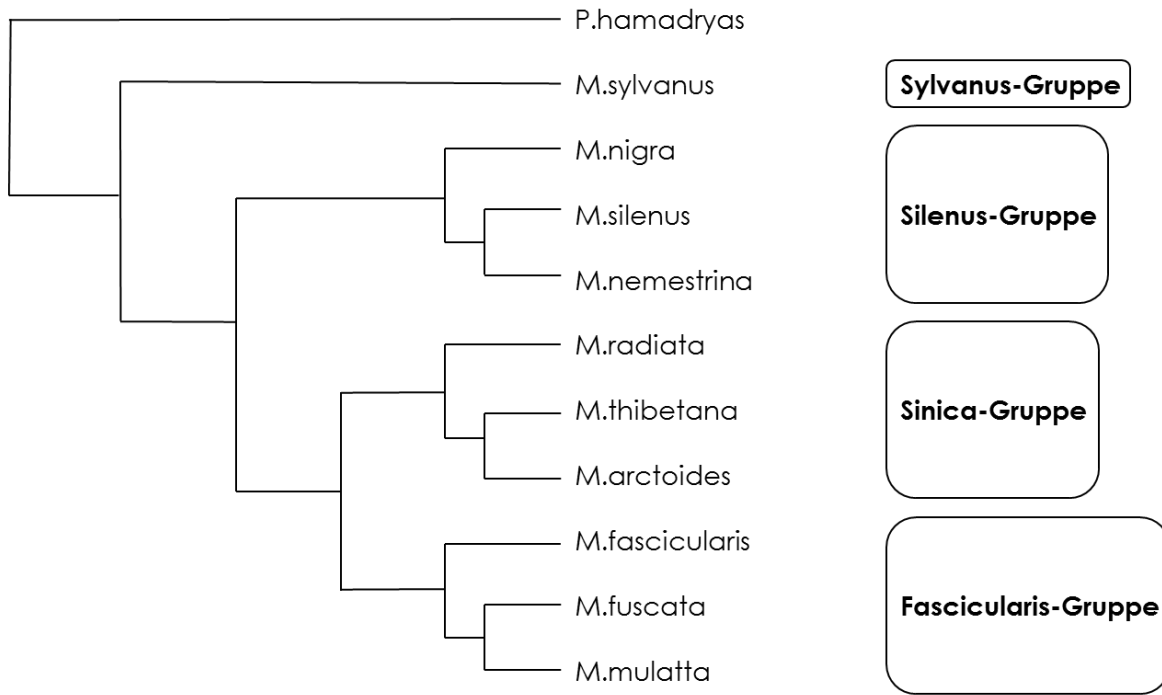 P.hamadryas
M.sylvanus
Sylvanus-Gruppe
M.nigra
M.silenus
Silenus-Gruppe
M.nemestrina
M.radiata
M.thibetana
Sinica-Gruppe
M.arctoides
M.fascicularis
M.fuscata
Fascicularis-Gruppe
M.mulatta